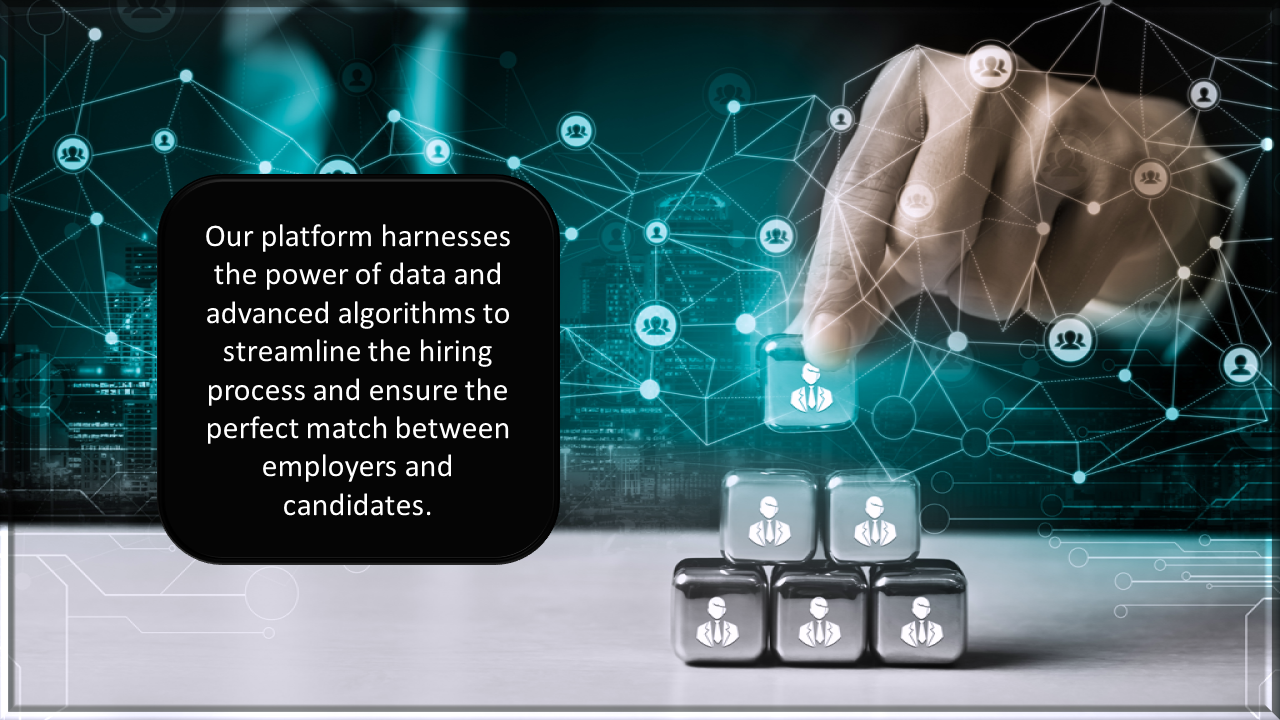 Our platform harnesses
the power of data and
advanced algorithms to
streamline the hiring
process and ensure the
perfect match between
employers and
candidates.